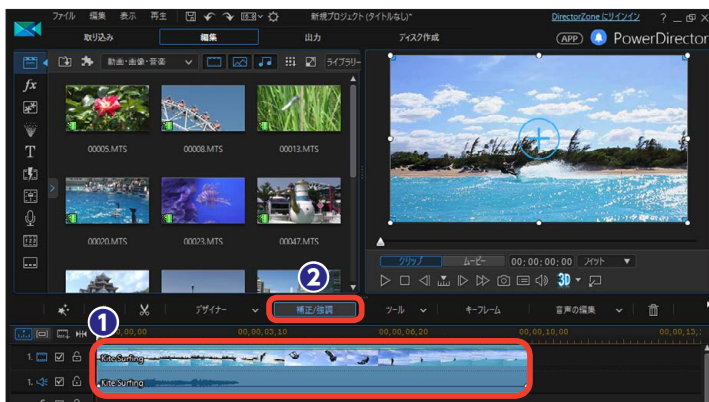 ファイル 編集 表示 再生 16:9 新規プロジェクト (タイトルなし)* DirectorZone にサインイン ? _ ×
取り込み 編集 出力 ディスク作成 APP PowerDirector
動画・画像・音楽 ライブラリー
fx
T
00005.MTS 00008.MTS 00013.MTS
00020.MTS 00023.MTS 00047.MTS
クリップ ムービー 00;00;00;00 フィット
3D
2
デザイナー 補正/強調 ツール キーフレーム 音声の編集
1
00,00,00 00,00,03,10 00,00,06,20 00,00,10,00 00,00,13,
1. Kite Surfing
1. Kite Surfing